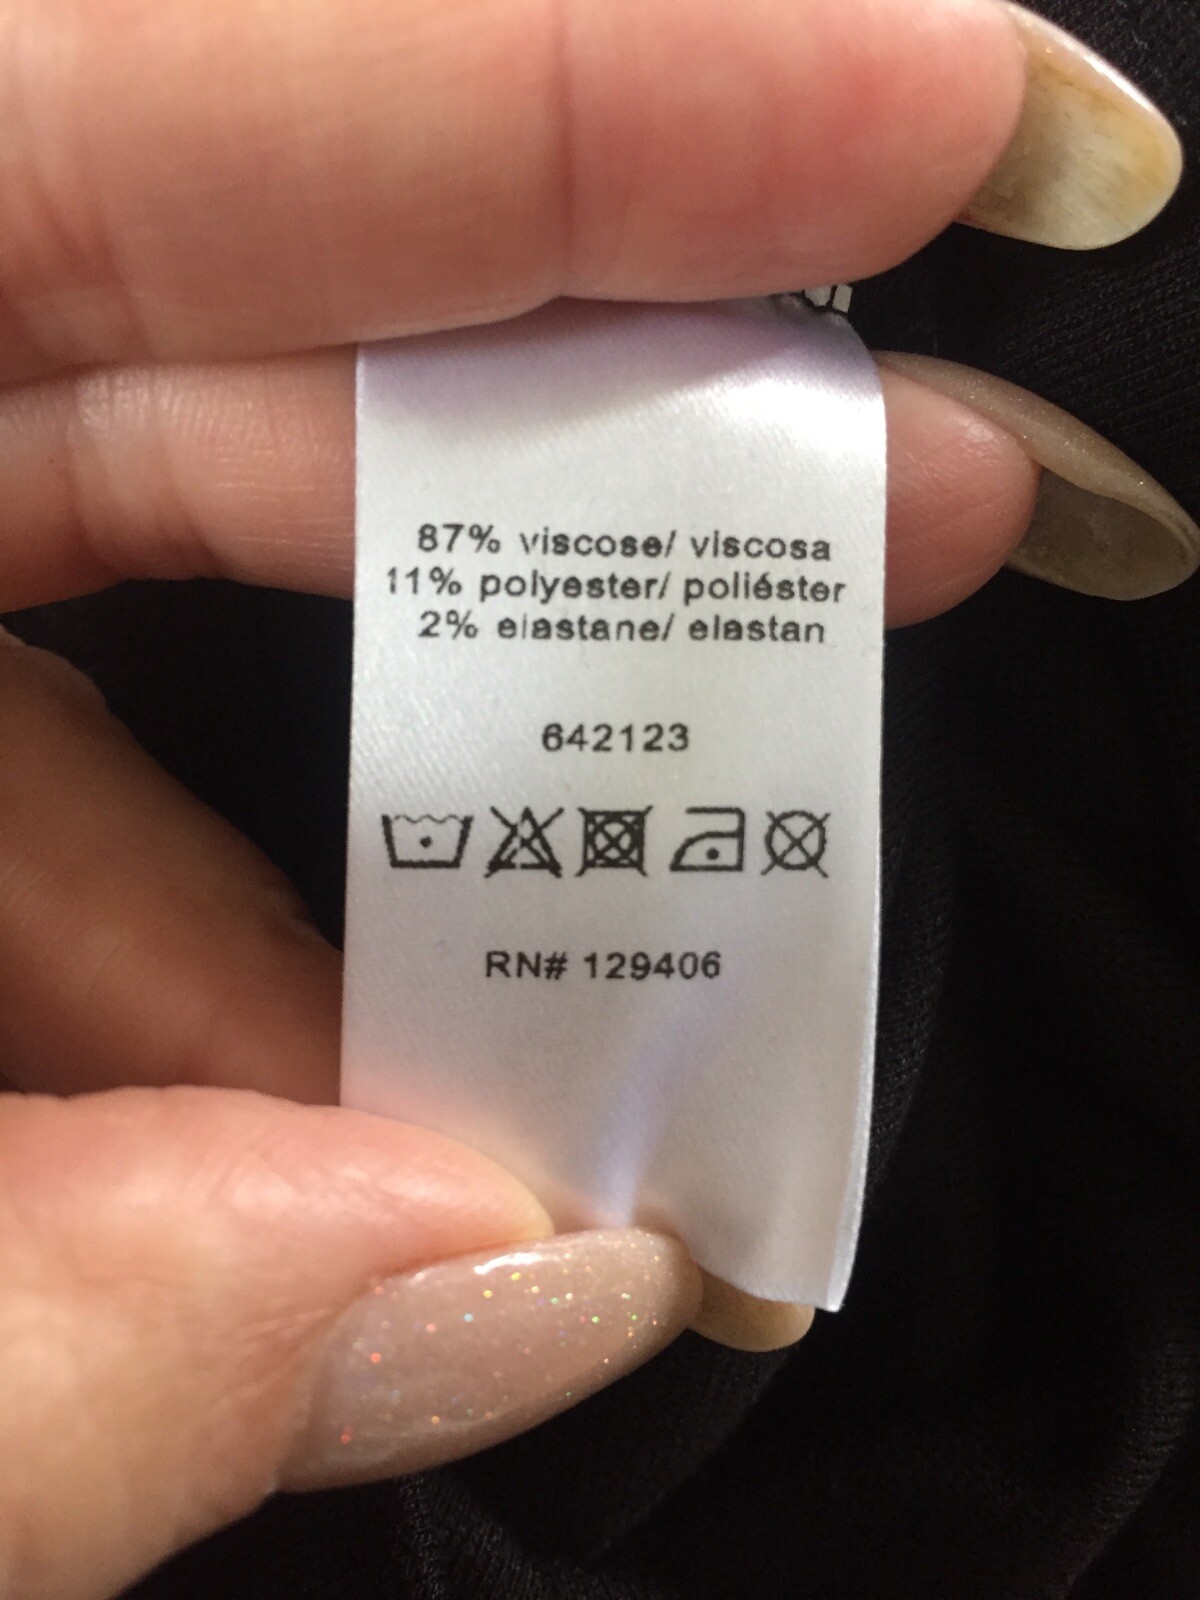 87% viscose/ viscosa
11% polyester/ poliéster
2% elastane/ elastan
642123
RN# 129406